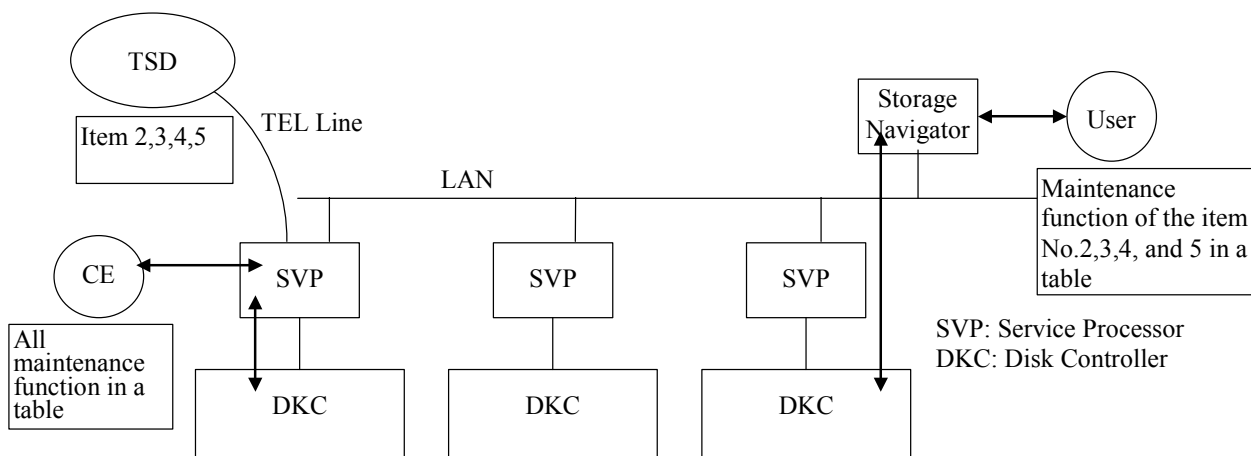 TSD
Item 2,3,4,5
TEL Line
Storage
Navigator
User
LAN
Maintenance
function of the item
No.2,3,4, and 5 in a
table
CE
SVP
SVP
SVP
All
maintenance
function in a
table
SVP: Service Processor
DKC: Disk Controller
DKC
DKC
DKC